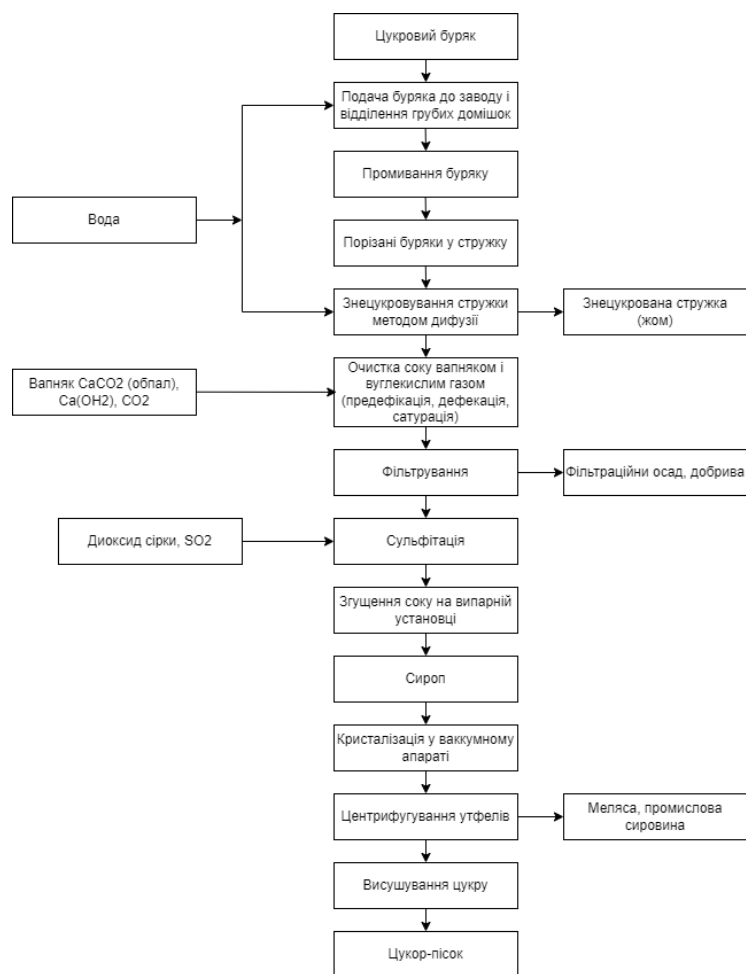 Цукровий буряк
Подача буряка до заводу і
відділення грубих домішок
Промивання буряку
Вода
Порізані буряки у стружку
Знецукровування стружки
методом дифузії
Знецукрована стружка
(жом)
Вапняк CaCO2 (обпал),
Ca(OH2), CO2
Очистка соку вапняком і
вуглекислим газом
(предефікація, дефекація,
сатурація)
Фільтрування
Фільтраційни осад, добрива
Диоксид сірки, SO2
Сульфітація
Згущення соку на випарній
установці
Сироп
Кристалізація у ваккумному
апараті
Центрифугування утфелів
Меляса, промислова
сировина
Висушування цукру
Цукор-пісок